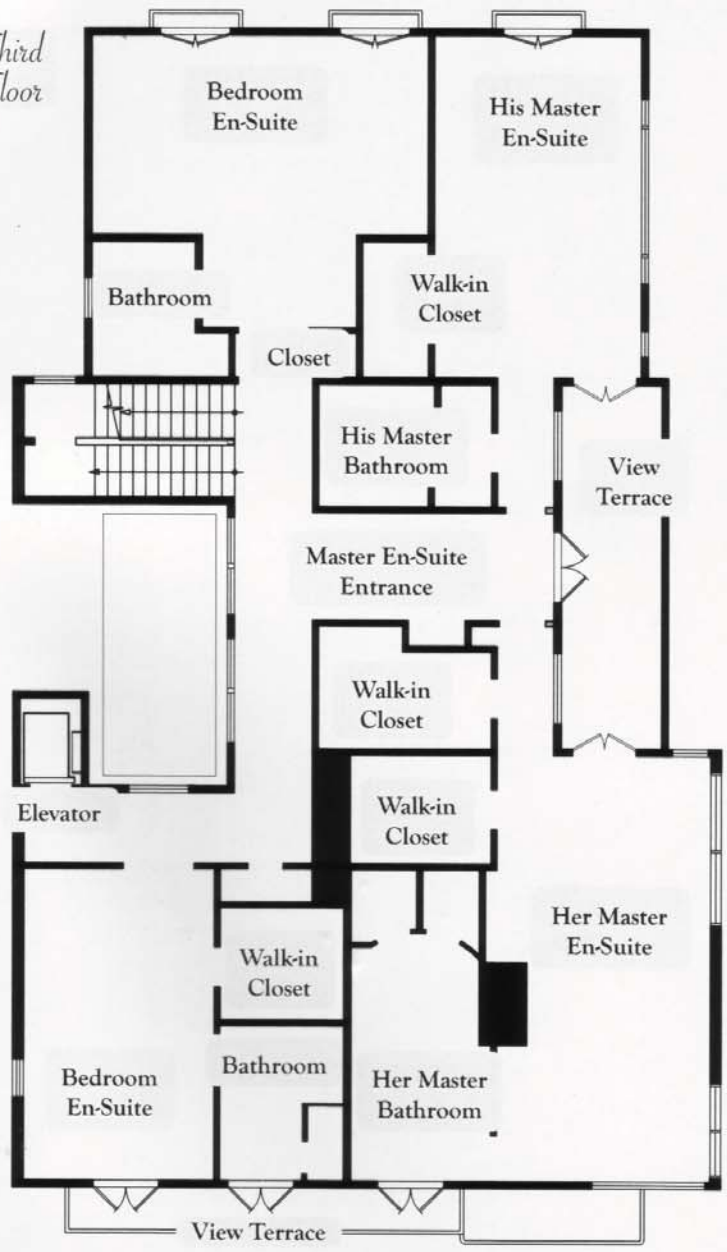 Third
Floor
Bedroom
En-Suite
His Master
En-Suite
Bathroom
Walk-in
Closet
Closet
His Master
Bathroom
View
Terrace
Master En-Suite
Entrance
Walk-in
Closet
Elevator
Walk-in
Closet
Her Master
En-Suite
Walk-in
Closet
Bedroom
En-Suite
Bathroom
Her Master
Bathroom
View Terrace